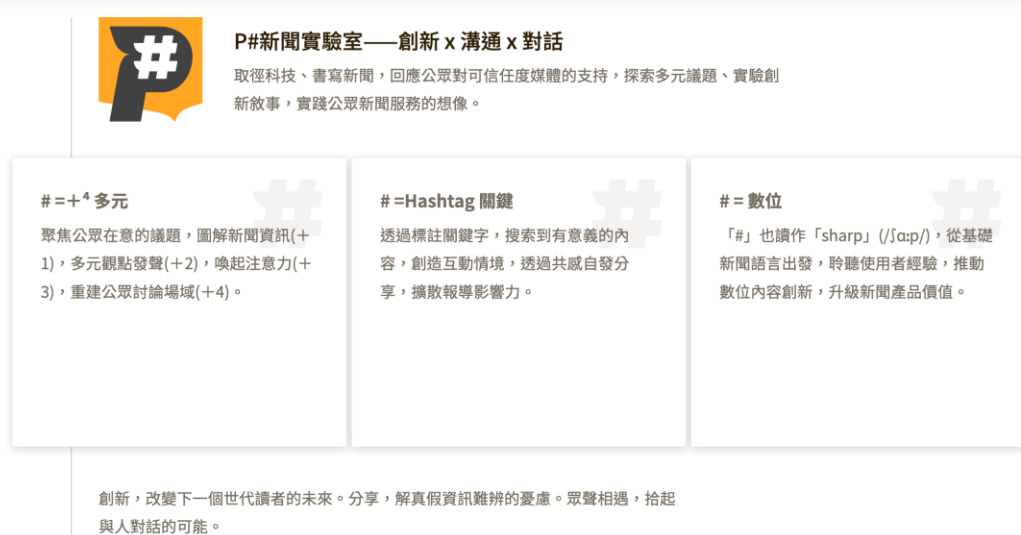 P#新聞實驗室——創新 x 溝通 x 對話
取徑科技、書寫新聞，回應公眾對可信任度媒體的支持，探索多元議題、實驗創
新敘事，實踐公眾新聞服務的想像。
# =＋⁴ 多元
聚焦公眾在意的議題，圖解新聞資訊(＋
1)，多元觀點發聲(＋2)，喚起注意力(＋
3)，重建公眾討論場域(＋4)。
# =Hashtag 關鍵
透過標註關鍵字，搜索到有意義的內
容，創造互動情境，透過共感自發分
享，擴散報導影響力。
# = 數位
「#」也讀作「sharp」(/ʃɑ:p/)，從基礎
新聞語言出發，聆聽使用者經驗，推動
數位內容創新，升級新聞產品價值。
創新，改變下一個世代讀者的未來。分享，解真假資訊難辨的憂慮。眾聲相遇，拾起
與人對話的可能。